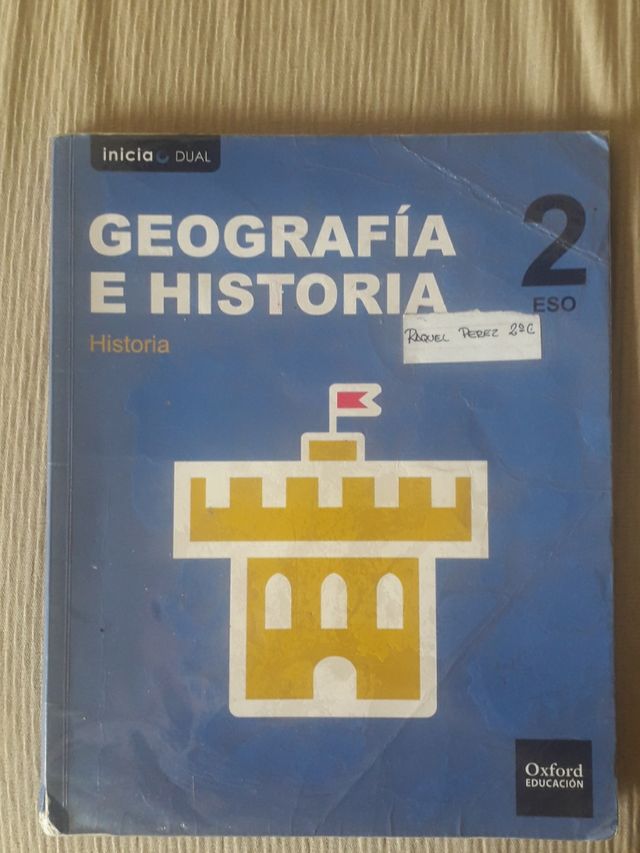 inicia DUAL
GEOGRAFÍA
E HISTORIA
2
ESO
Historia
RAQUEL PEREZ 2ºC
Oxford
EDUCACIÓN